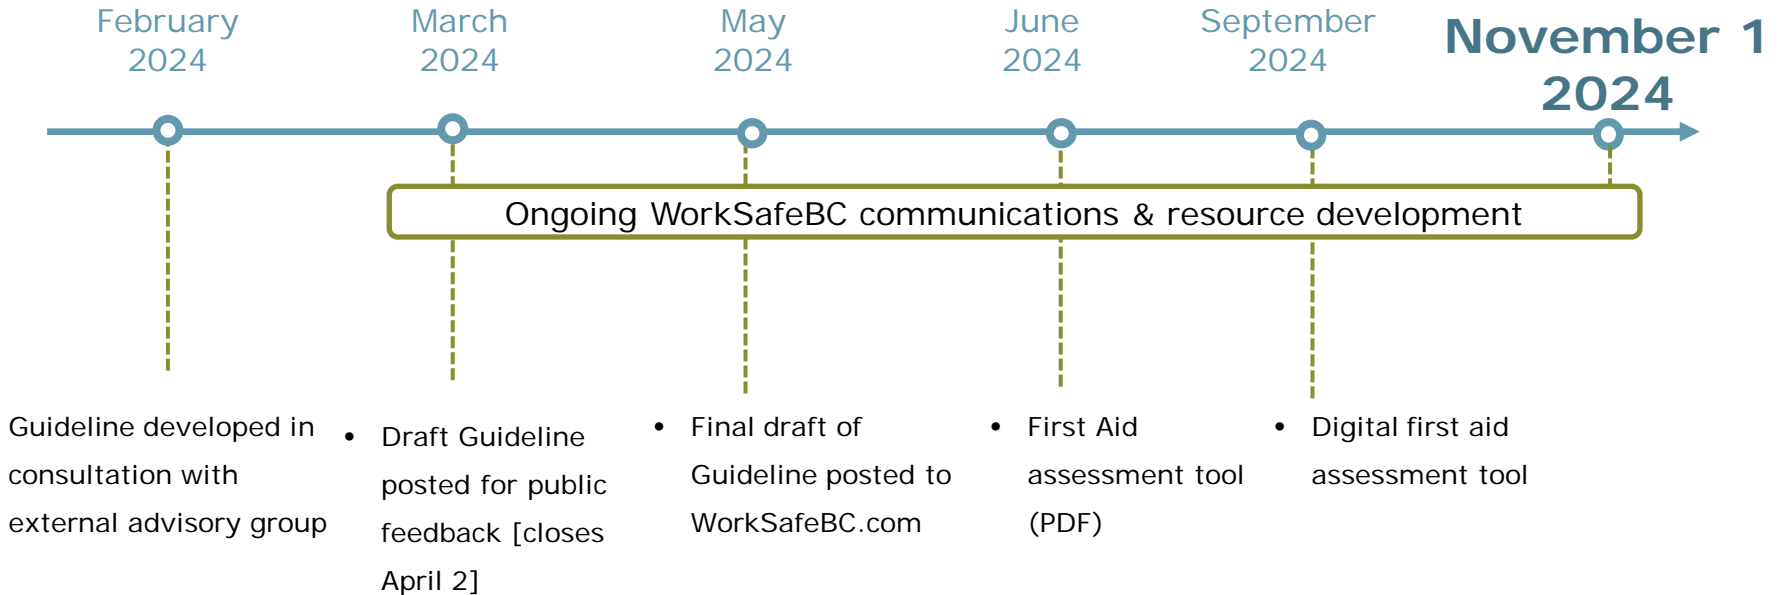 February
2024
March
2024
May
2024
June
2024
September
2024
November 1
2024
Ongoing WorkSafeBC communications & resource development
Guideline developed in
consultation with
external advisory group
• Draft Guideline
posted for public
feedback [closes
April 2]
• Final draft of
Guideline posted to
WorkSafeBC.com
• First Aid
assessment tool
(PDF)
• Digital first aid
assessment tool